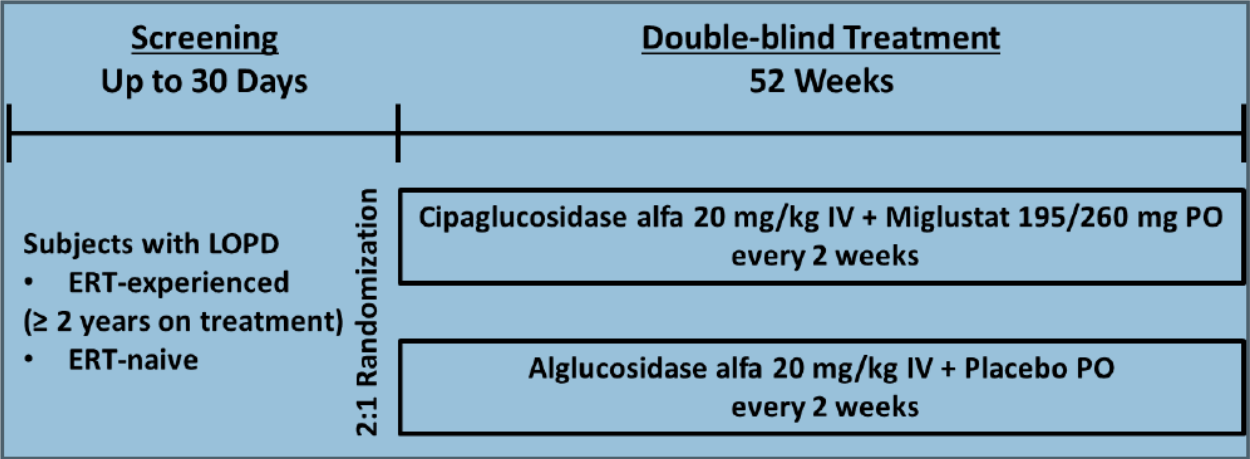 Screening
Up to 30 Days
Double-blind Treatment
52 Weeks
Subjects with LOPD
• ERT-experienced
(≥ 2 years on treatment)
• ERT-naive
2:1 Randomization
Cipaglucosidase alfa 20 mg/kg IV + Miglustat 195/260 mg PO
every 2 weeks
Alglucosidase alfa 20 mg/kg IV + Placebo PO
every 2 weeks